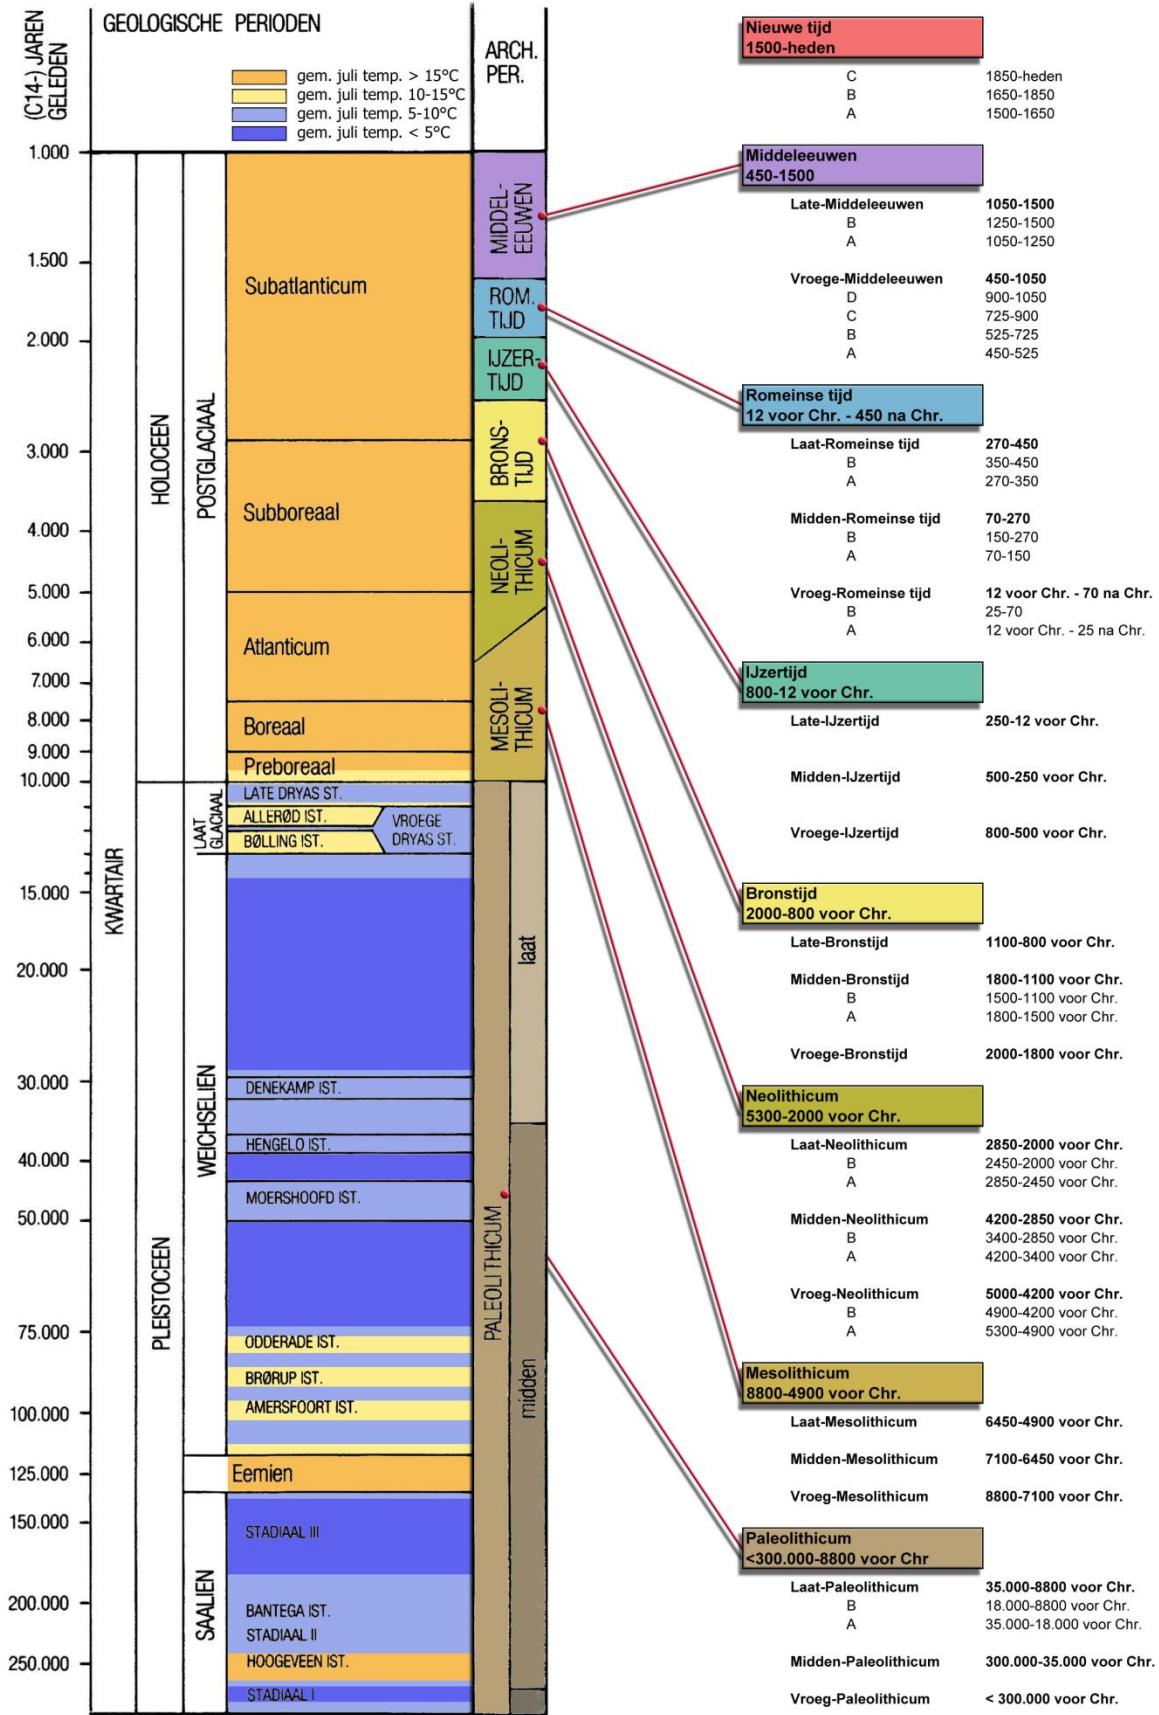 (C14-) JAREN
GELEDEN
GEOLOGISCHE PERIODEN
gem. juli temp. > 15°C
gem. juli temp. 10-15°C
gem. juli temp. 5-10°C
gem. juli temp. < 5°C
ARCH.
PER.
1.000
1.500
2.000
3.000
4.000
5.000
6.000
7.000
8.000
9.000
10.000
15.000
20.000
30.000
40.000
50.000
75.000
100.000
125.000
150.000
200.000
250.000
KWARTAIR
HOLOCEEN
PLEISTOCEEN
POSTGLACIAAL
LAAT
GLACIAAL
WEICHSELIEN
SAALIEN
Subatlanticum
Subboreaal
Atlanticum
Boreaal
Preboreaal
LATE DRYAS ST.
ALLERØD IST.
VROEGE
DRYAS ST.
BØLLING IST.
DENEKAMP IST.
HENGELO IST.
MOERSHOOFD IST.
ODDERADE IST.
BRØRUP IST.
AMERSFOORT IST.
Eemien
STADIAAL III
BANTEGA IST.
STADIAAL II
HOOGEVEEN IST.
STADIAAL I
MIDDEL-
EEUWEN
ROM.
TIJD
IJZER-
TIJD
BRONS-
TIJD
NEOLI-
THICUM
MESOLI-
THICUM
PALEOLITHICUM
laat
midden
Nieuwe tijd
1500-heden
C 1850-heden
B 1650-1850
A 1500-1650
Middeleeuwen
450-1500
Late-Middeleeuwen 1050-1500
B 1250-1500
A 1050-1250
Vroege-Middeleeuwen 450-1050
D 900-1050
C 725-900
B 525-725
A 450-525
Romeinse tijd
12 voor Chr. - 450 na Chr.
Laat-Romeinse tijd 270-450
B 350-450
A 270-350
Midden-Romeinse tijd 70-270
B 150-270
A 70-150
Vroeg-Romeinse tijd 12 voor Chr. - 70 na Chr.
B 25-70
A 12 voor Chr. - 25 na Chr.
IJzertijd
800-12 voor Chr.
Late-IJzertijd 250-12 voor Chr.
Midden-IJzertijd 500-250 voor Chr.
Vroege-IJzertijd 800-500 voor Chr.
Bronstijd
2000-800 voor Chr.
Late-Bronstijd 1100-800 voor Chr.
Midden-Bronstijd 1800-1100 voor Chr.
B 1500-1100 voor Chr.
A 1800-1500 voor Chr.
Vroege-Bronstijd 2000-1800 voor Chr.
Neolithicum
5300-2000 voor Chr.
Laat-Neolithicum 2850-2000 voor Chr.
B 2450-2000 voor Chr.
A 2850-2450 voor Chr.
Midden-Neolithicum 4200-2850 voor Chr.
B 3400-2850 voor Chr.
A 4200-3400 voor Chr.
Vroeg-Neolithicum 5000-4200 voor Chr.
B 4900-4200 voor Chr.
A 5300-4900 voor Chr.
Mesolithicum
8800-4900 voor Chr.
Laat-Mesolithicum 6450-4900 voor Chr.
Midden-Mesolithicum 7100-6450 voor Chr.
Vroeg-Mesolithicum 8800-7100 voor Chr.
Paleolithicum
<300.000-8800 voor Chr
Laat-Paleolithicum 35.000-8800 voor Chr.
B 18.000-8800 voor Chr.
A 35.000-18.000 voor Chr.
Midden-Paleolithicum 300.000-35.000 voor Chr.
Vroeg-Paleolithicum < 300.000 voor Chr.